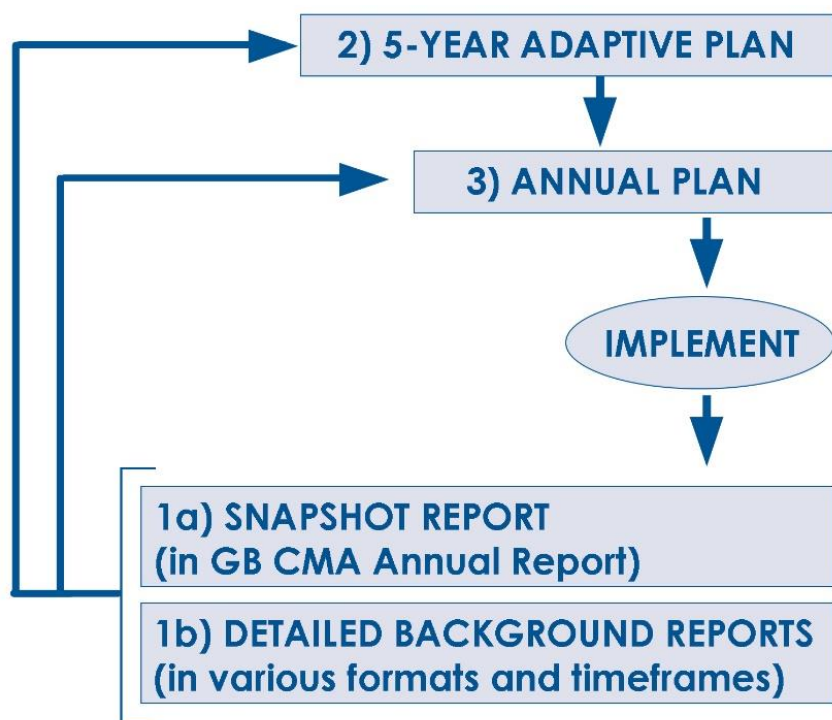 2) 5-YEAR ADAPTIVE PLAN
3) ANNUAL PLAN
IMPLEMENT
1a) SNAPSHOT REPORT
(in GB CMA Annual Report)
1b) DETAILED BACKGROUND REPORTS
(in various formats and timeframes)